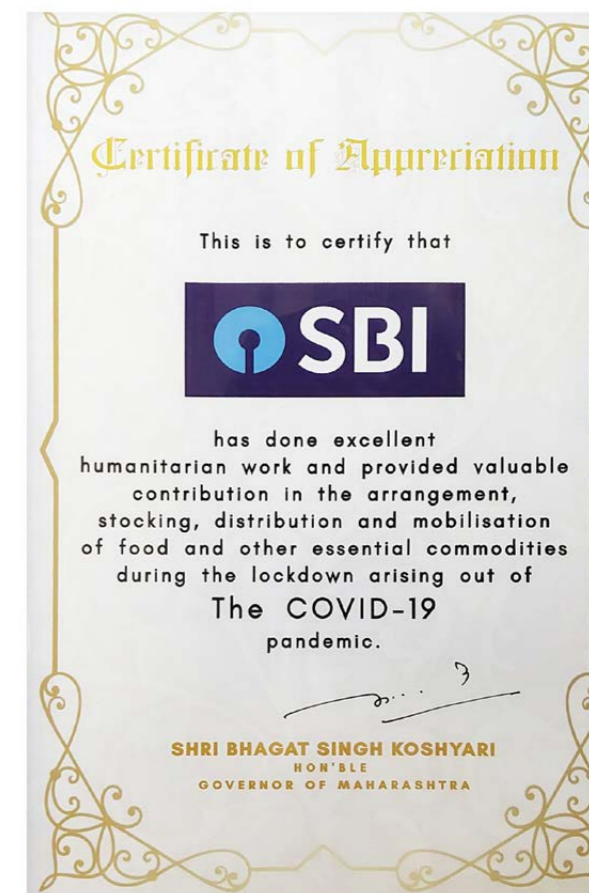 Certificate of Appreciation
This is to certify that
SBI
has done excellent
humanitarian work and provided valuable
contribution in the arrangement,
stocking, distribution and mobilisation
of food and other essential commodities
during the lockdown arising out of
The COVID-19
pandemic.
SHRI BHAGAT SINGH KOSHYARI
HON'BLE
GOVERNOR OF MAHARASHTRA